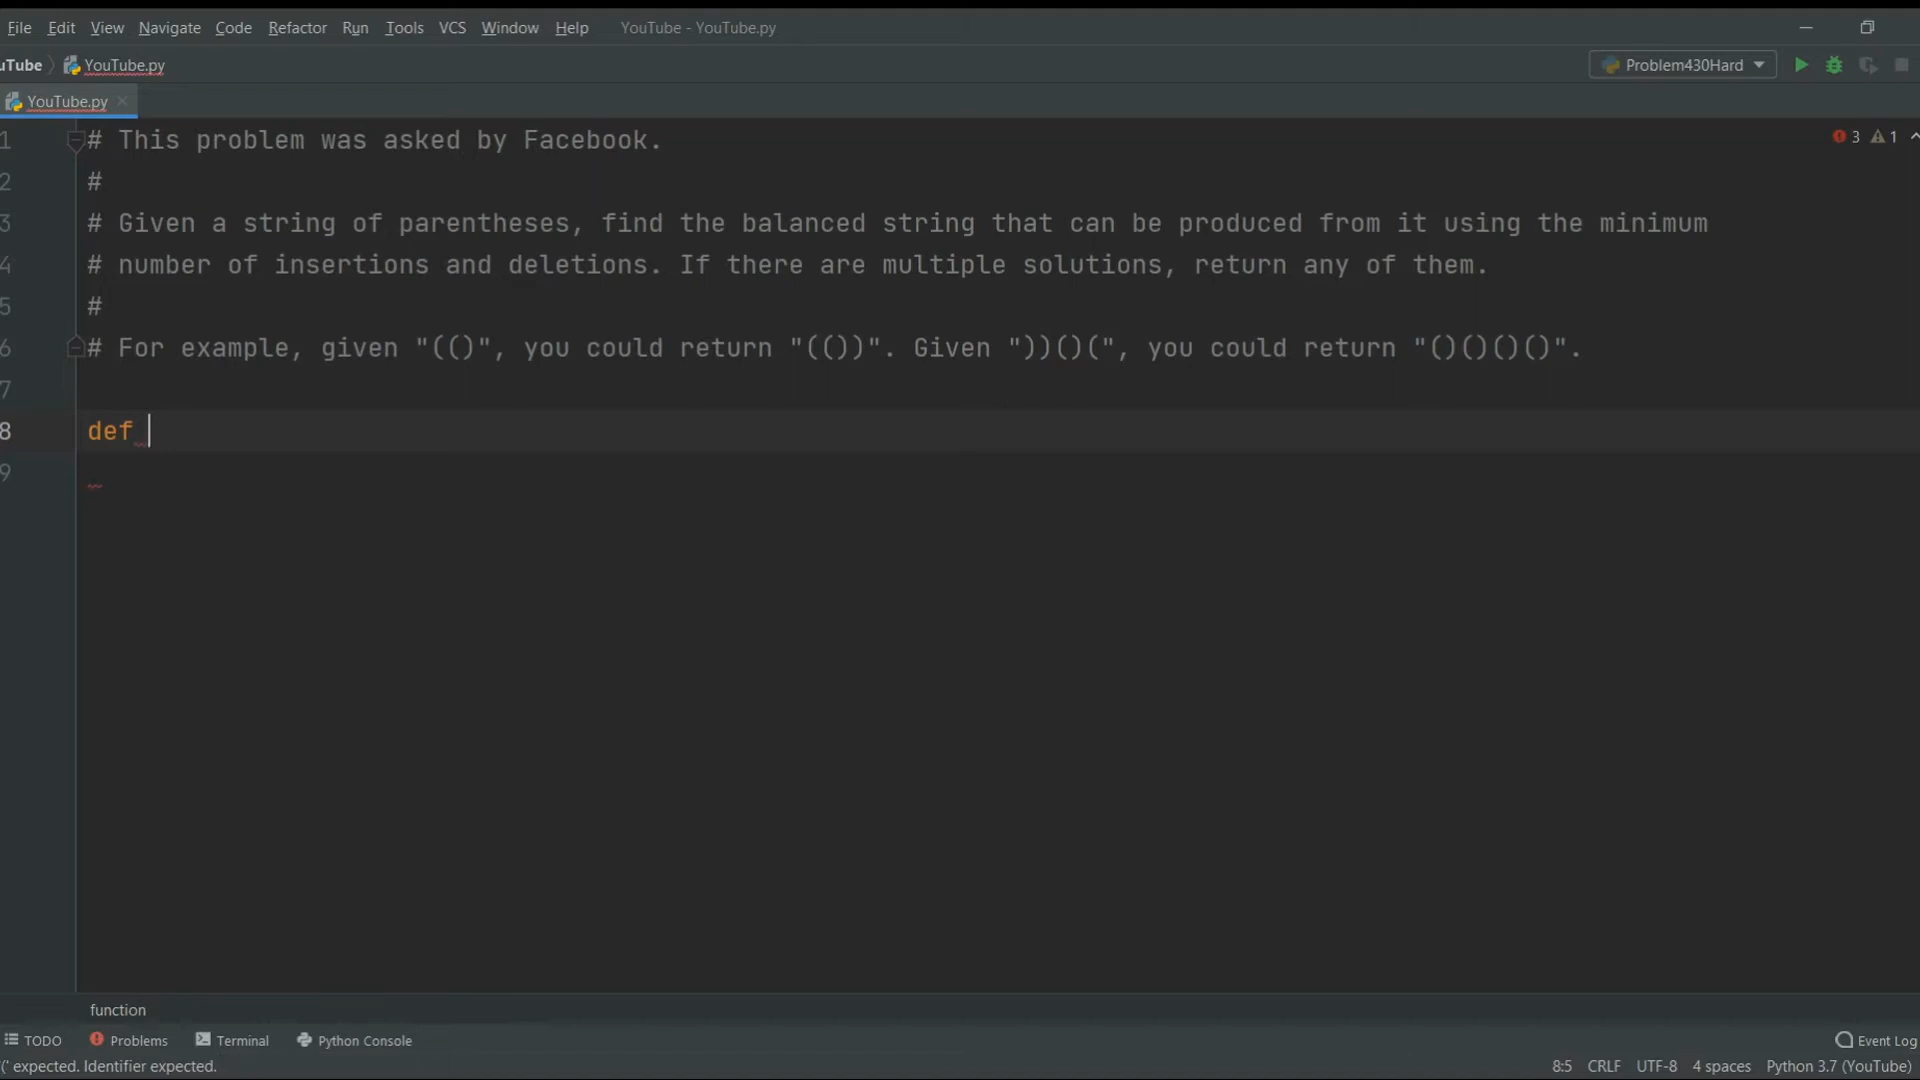 File Edit View Navigate Code Refactor Run Tools VCS Window Help YouTube - YouTube.py
uTube YouTube.py Problem430Hard
YouTube.py
1 # This problem was asked by Facebook. 3 1
2 #
3 # Given a string of parentheses, find the balanced string that can be produced from it using the minimum
4 # number of insertions and deletions. If there are multiple solutions, return any of them.
5 #
6 # For example, given "(()", you could return "(())". Given "))()(", you could return "()()()()".
7
8 def
9
function
TODO Problems Terminal Python Console Event Log
'(' expected. Identifier expected. 8:5 CRLF UTF-8 4 spaces Python 3.7 (YouTube)